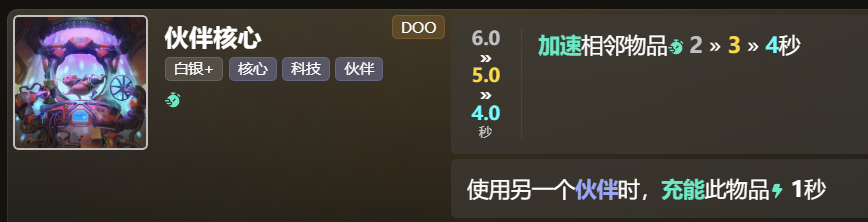 伙伴核心
DOO
白银+
核心
科技
伙伴
6.0
»
5.0
»
4.0
秒
加速相邻物品 2 » 3 » 4秒
使用另一个伙伴时，充能此物品 1秒